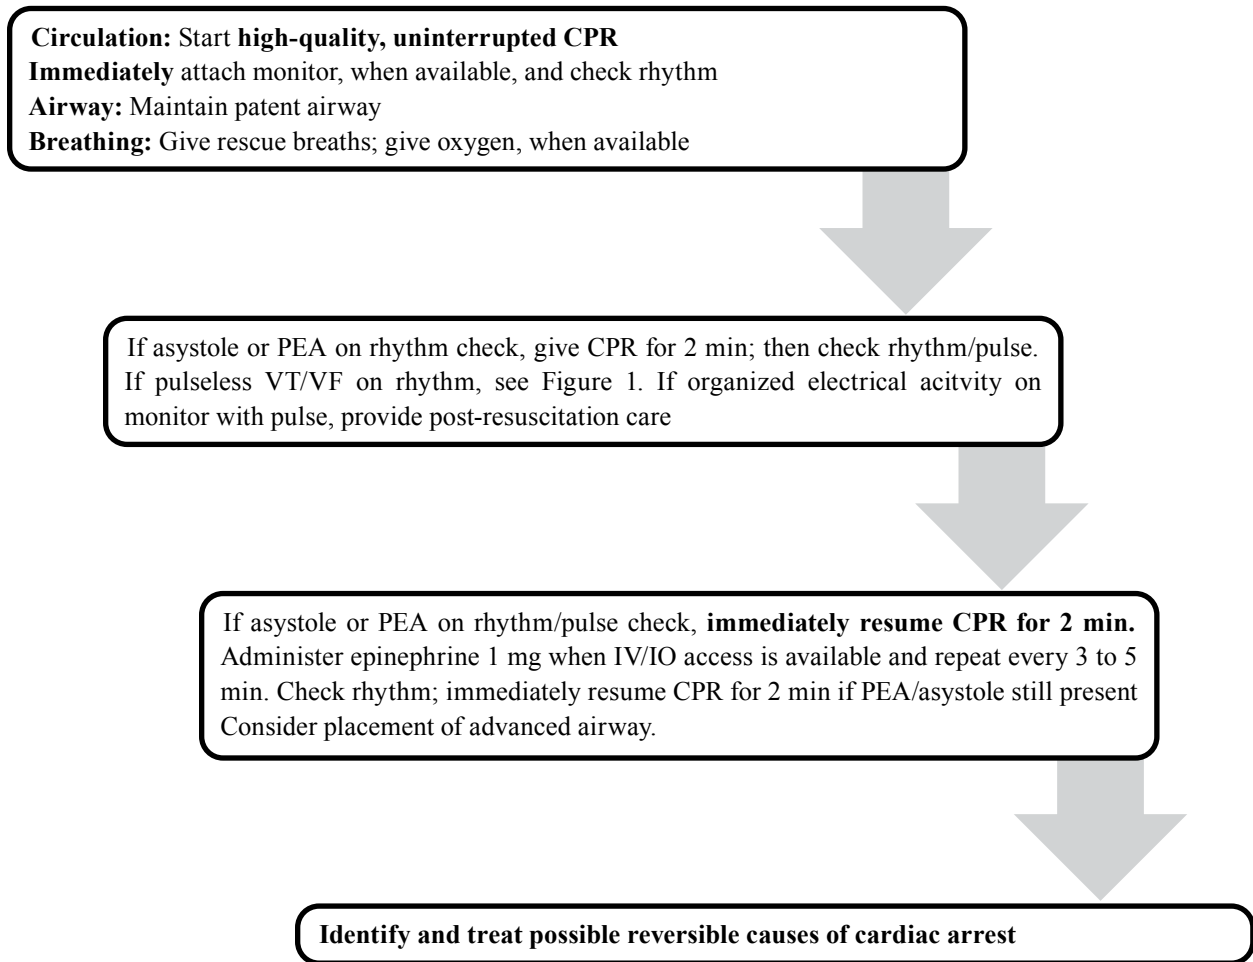 Circulation: Start high-quality, uninterrupted CPR
Immediately attach monitor, when available, and check rhythm
Airway: Maintain patent airway
Breathing: Give rescue breaths; give oxygen, when available
If asystole or PEA on rhythm check, give CPR for 2 min; then check rhythm/pulse.
If pulseless VT/VF on rhythm, see Figure 1. If organized electrical acitvity on
monitor with pulse, provide post-resuscitation care
If asystole or PEA on rhythm/pulse check, immediately resume CPR for 2 min.
Administer epinephrine 1 mg when IV/IO access is available and repeat every 3 to 5
min. Check rhythm; immediately resume CPR for 2 min if PEA/asystole still present
Consider placement of advanced airway.
Identify and treat possible reversible causes of cardiac arrest